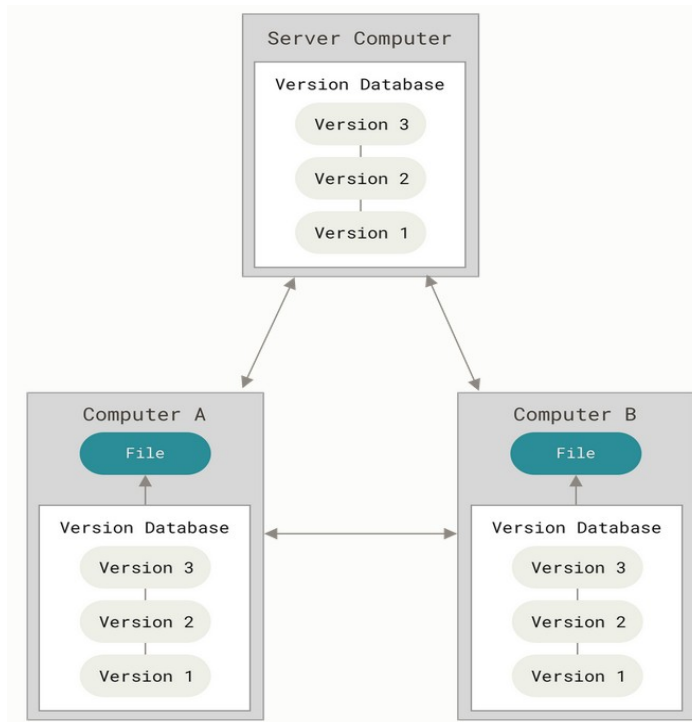 Server Computer
Version Database
Version 3
Version 2
Version 1
Computer A
File
Version Database
Version 3
Version 2
Version 1
Computer B
File
Version Database
Version 3
Version 2
Version 1